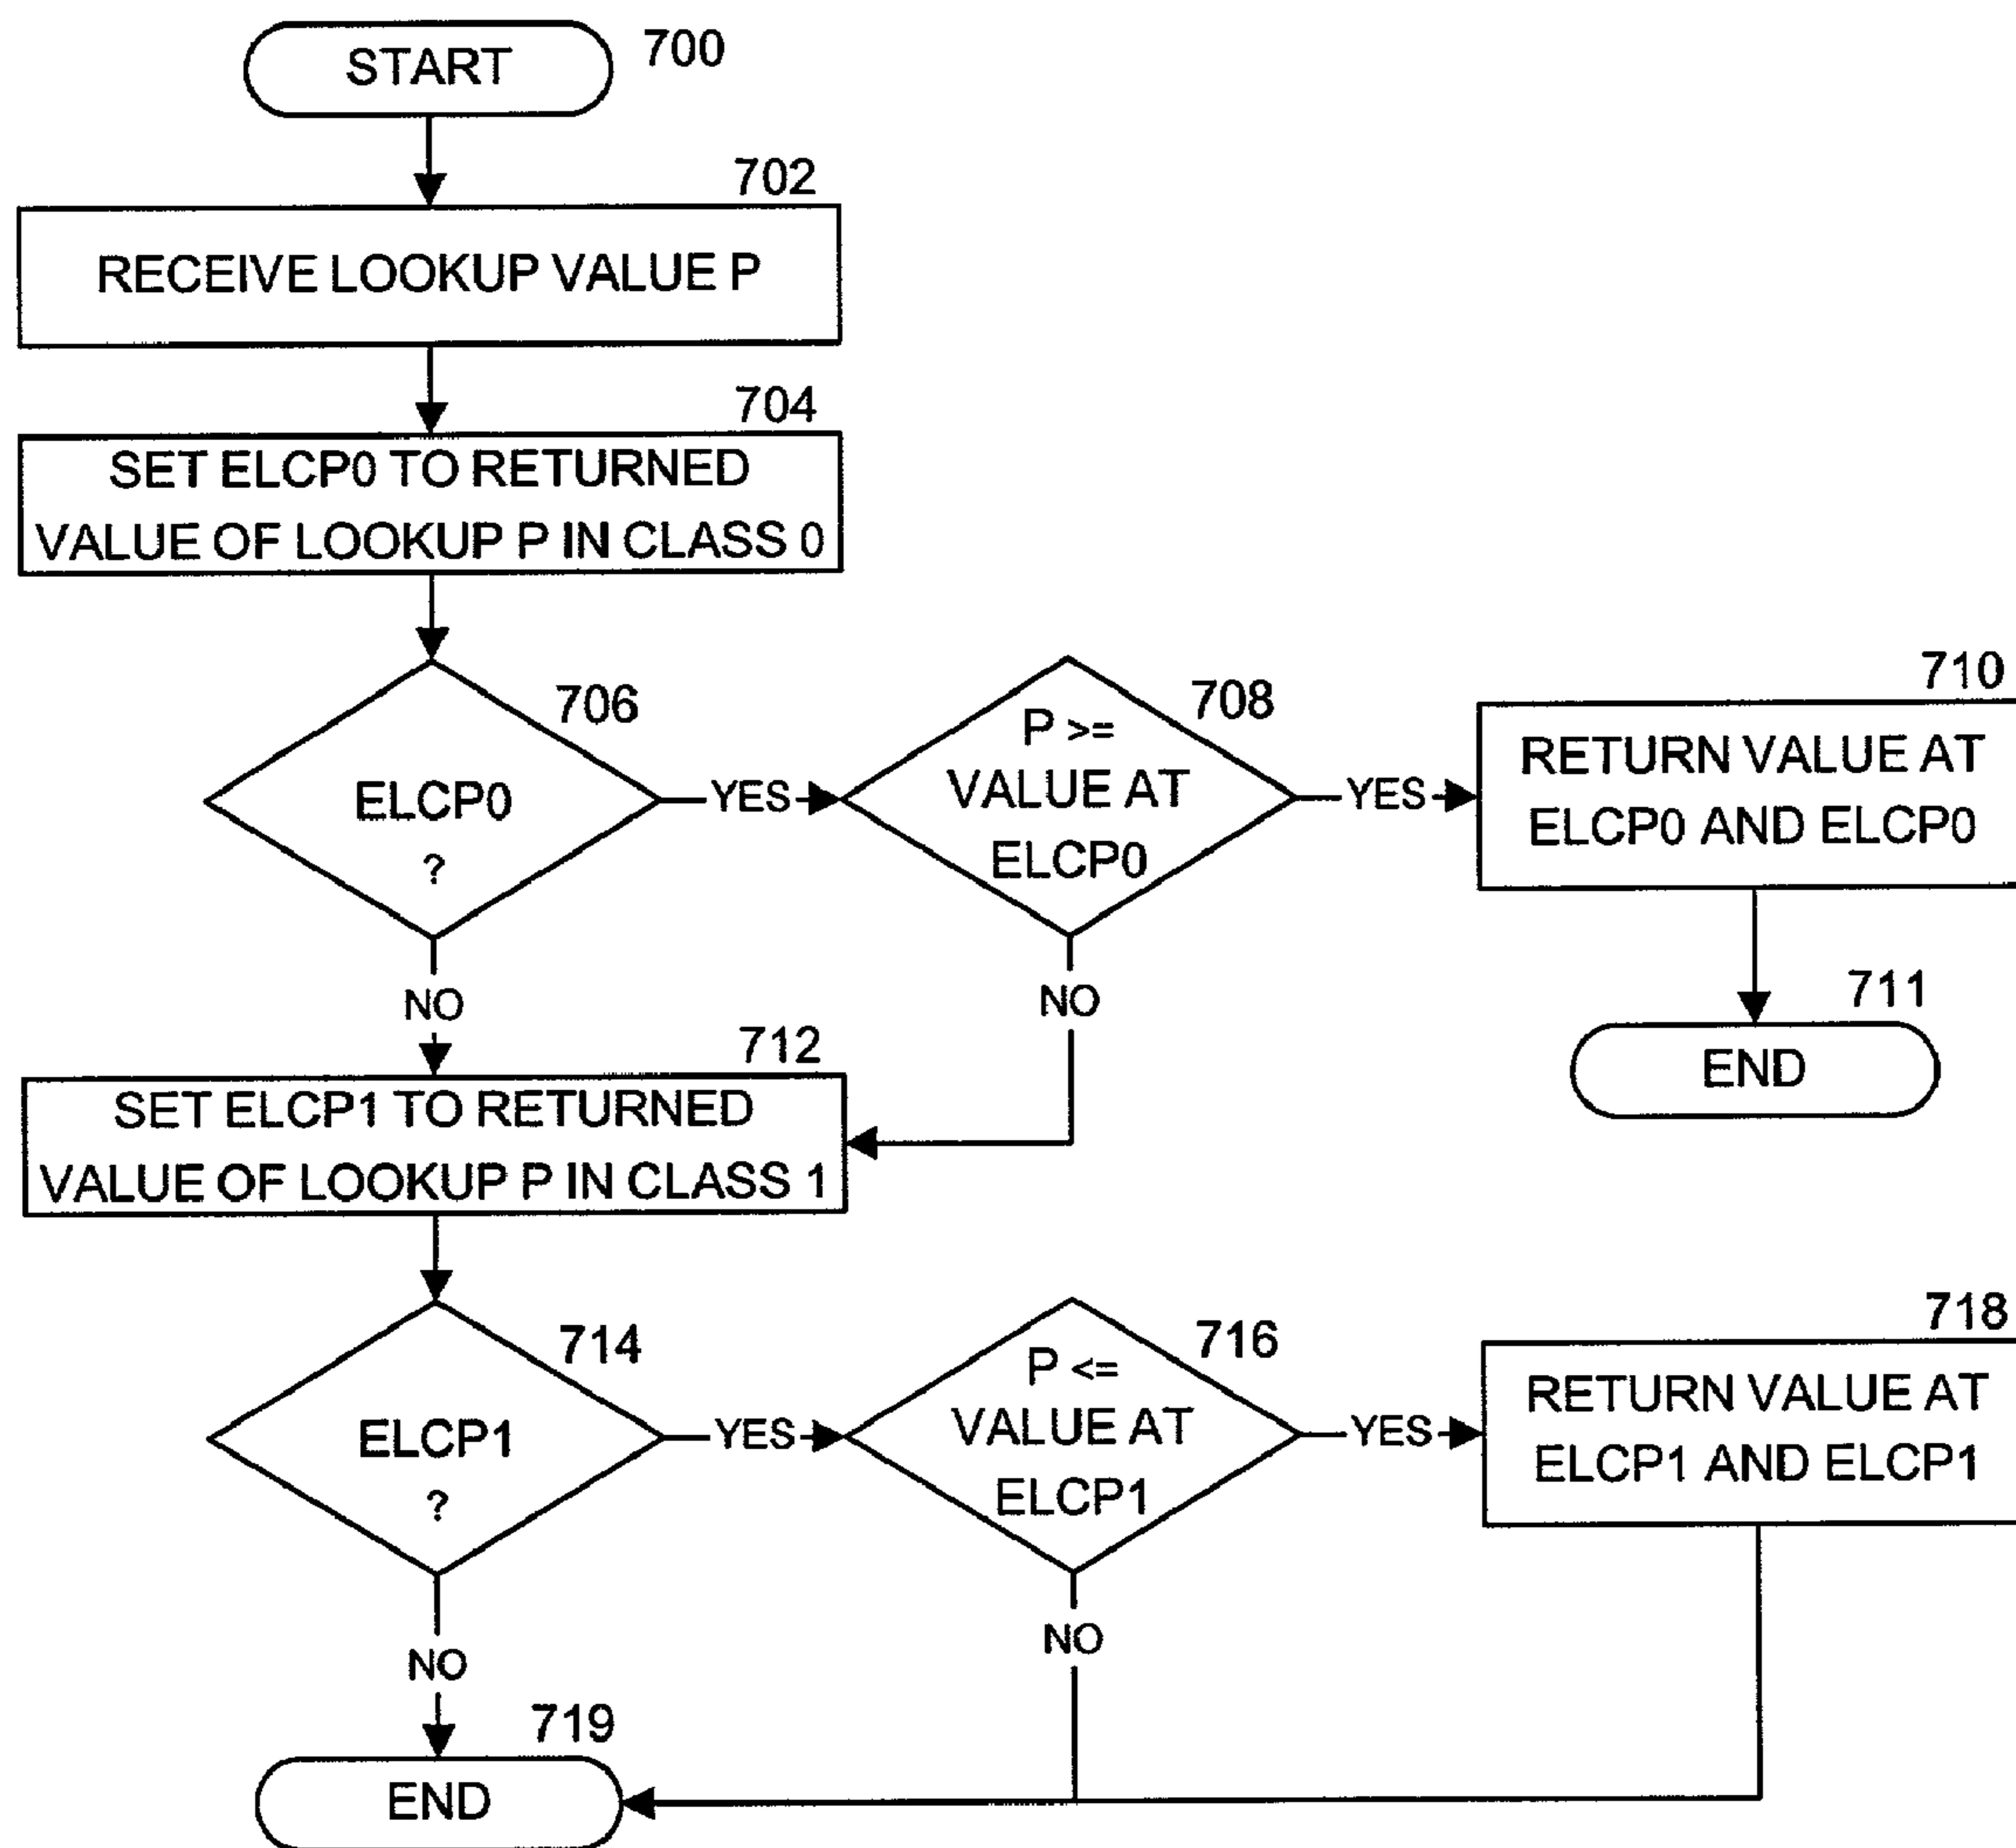 START
700
702
RECEIVE LOOKUP VALUE P
704
SET ELCP0 TO RETURNED
VALUE OF LOOKUP P IN CLASS 0
706
ELCP0
?
YES
NO
708
P >=
VALUE AT
ELCP0
YES
NO
710
RETURN VALUE AT
ELCP0 AND ELCP0
711
END
712
SET ELCP1 TO RETURNED
VALUE OF LOOKUP P IN CLASS 1
714
ELCP1
?
YES
NO
716
P <=
VALUE AT
ELCP1
YES
NO
718
RETURN VALUE AT
ELCP1 AND ELCP1
719
END